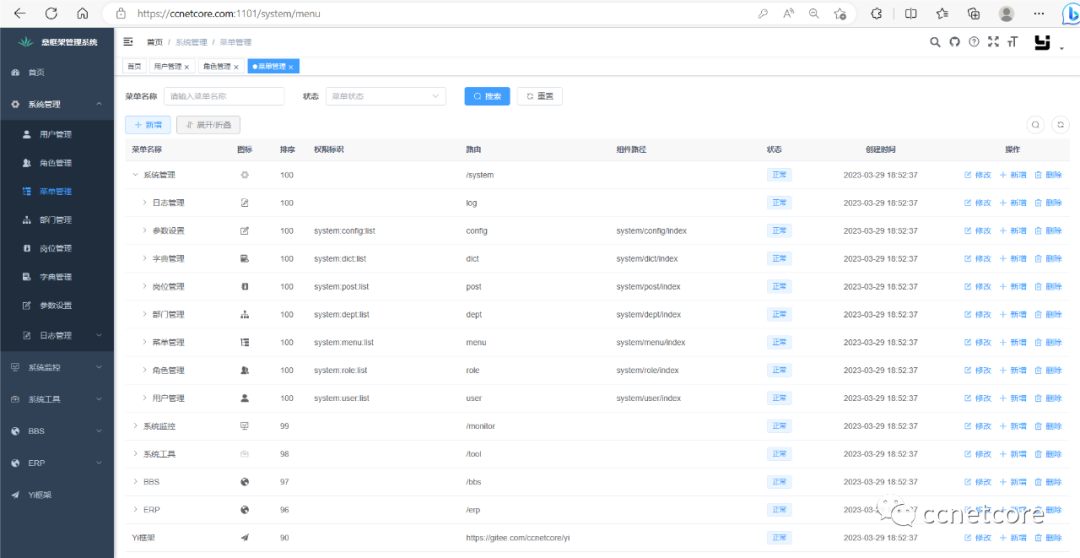 https://ccnetcore.com:1101/system/menu
意框架管理系统
首页 / 系统管理 / 菜单管理
首页 用户管理 × 角色管理 × 菜单管理 ×
首页
系统管理
用户管理
角色管理
菜单管理
部门管理
岗位管理
字典管理
参数设置
日志管理
系统监控
系统工具
BBS
ERP
Yi框架
菜单名称 请输入菜单名称 状态 菜单状态 搜索 重置
新增 展开/折叠
菜单名称 图标 排序 权限标识 路由 组件路径 状态 创建时间 操作
系统管理 100 /system 正常 2023-03-29 18:52:37 修改 新增 删除
日志管理 100 log 正常 2023-03-29 18:52:37 修改 新增 删除
参数设置 100 system:config:list config system/config/index 正常 2023-03-29 18:52:37 修改 新增 删除
字典管理 100 system:dict:list dict system/dict/index 正常 2023-03-29 18:52:37 修改 新增 删除
岗位管理 100 system:post:list post system/post/index 正常 2023-03-29 18:52:37 修改 新增 删除
部门管理 100 system:dept:list dept system/dept/index 正常 2023-03-29 18:52:37 修改 新增 删除
菜单管理 100 system:menu:list menu system/menu/index 正常 2023-03-29 18:52:37 修改 新增 删除
角色管理 100 system:role:list role system/role/index 正常 2023-03-29 18:52:37 修改 新增 删除
用户管理 100 system:user:list user system/user/index 正常 2023-03-29 18:52:37 修改 新增 删除
系统监控 99 /monitor 正常 2023-03-29 18:52:37 修改 新增 删除
系统工具 98 /tool 正常 2023-03-29 18:52:37 修改 新增 删除
BBS 97 /bbs 正常 2023-03-29 18:52:37 修改 新增 删除
ERP 96 /erp 正常 2023-03-29 18:52:37 修改 新增 删除
Yi框架 90 https://gitee.com/ccnetcore/yi 正常 2023-03-29 18:52:37 修改 新增 删除
ccnetcore